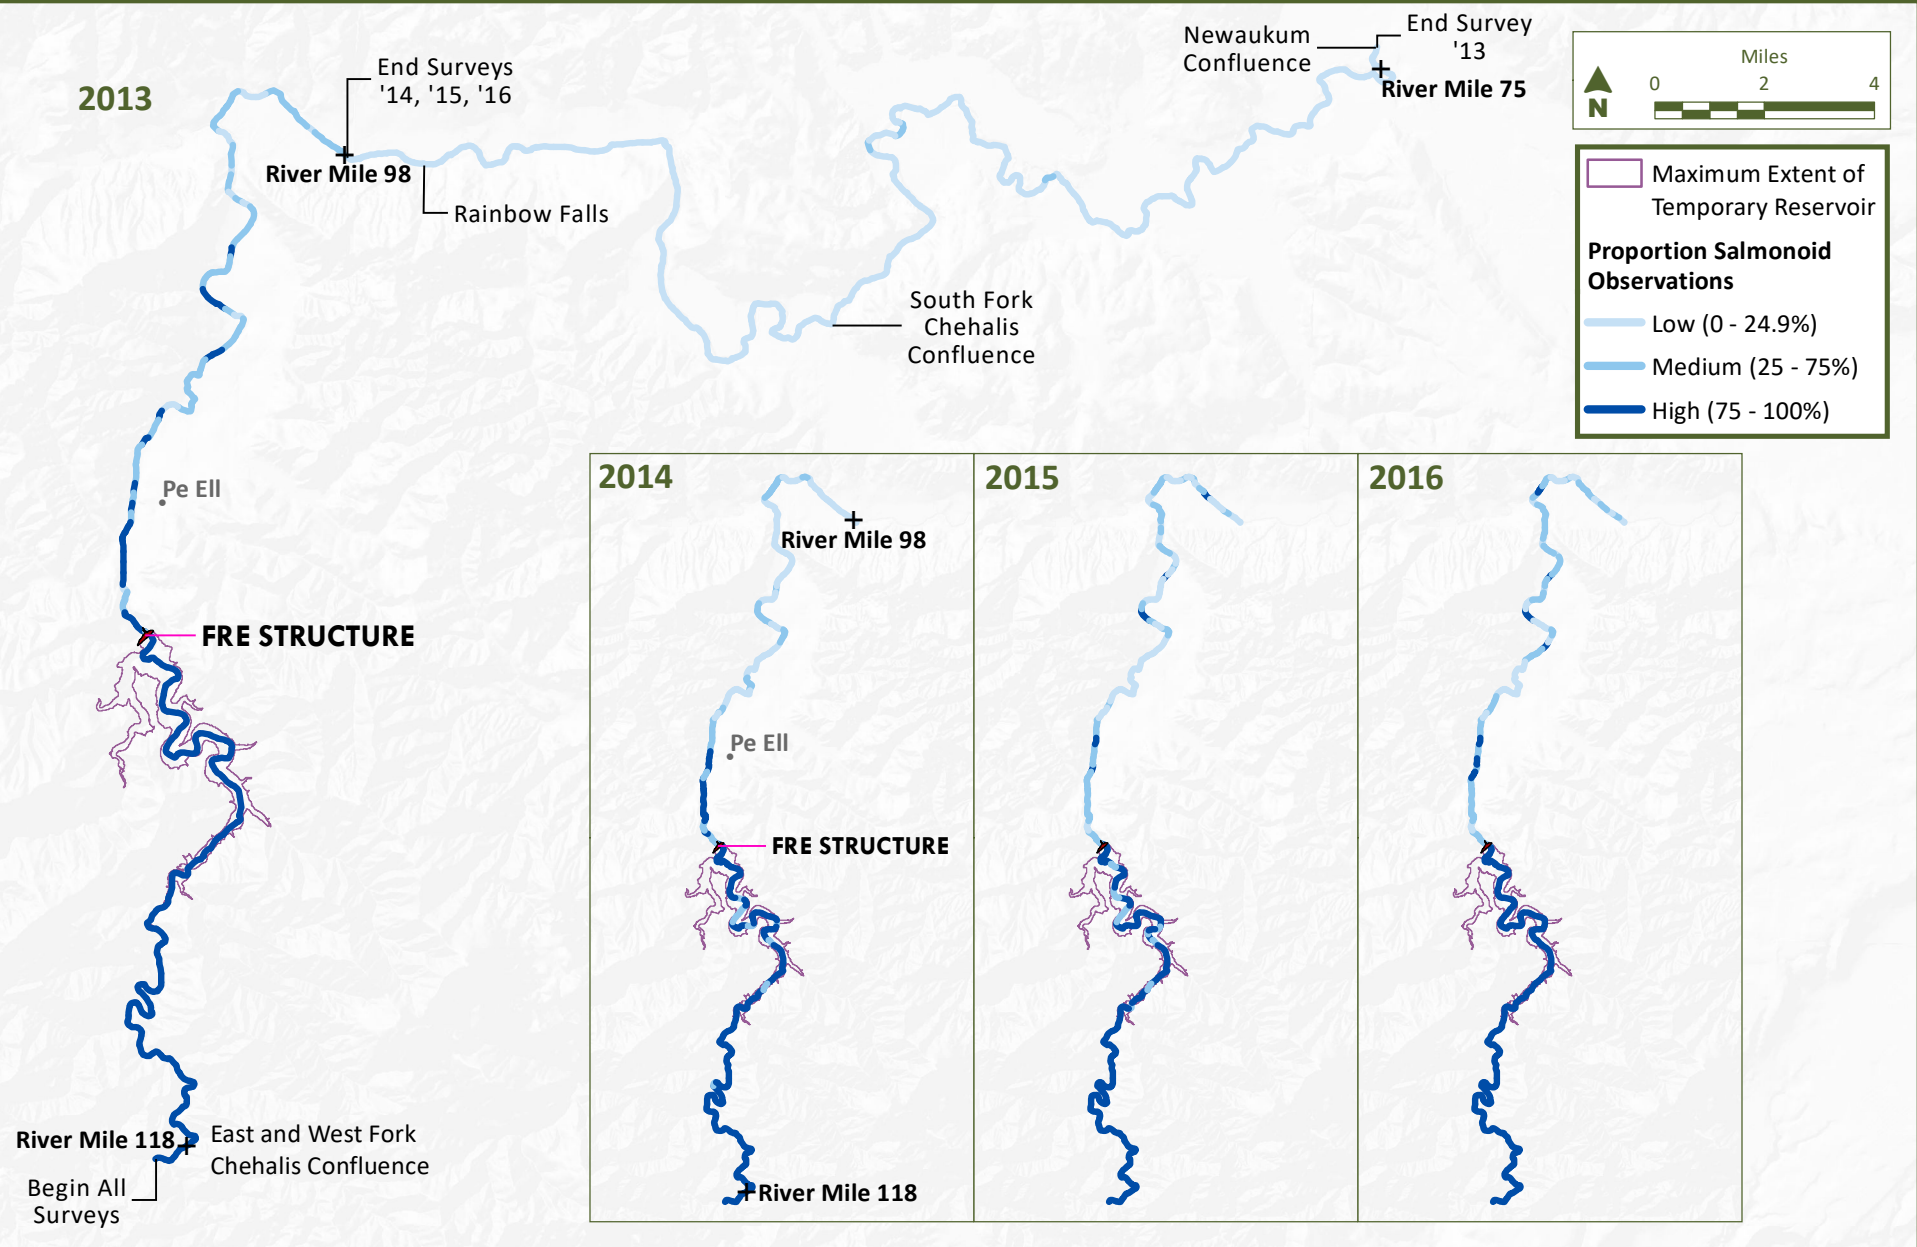 2013
End Surveys
'14, '15, '16
River Mile 98
Rainbow Falls
Newaukum
Confluence
End Survey
'13
River Mile 75
South Fork
Chehalis
Confluence
Miles
0 2 4
N
Maximum Extent of
Temporary Reservoir
Proportion Salmonoid
Observations
Low (0 - 24.9%)
Medium (25 - 75%)
High (75 - 100%)
Pe Ell
FRE STRUCTURE
River Mile 118
East and West Fork
Chehalis Confluence
Begin All
Surveys
2014
River Mile 98
Pe Ell
FRE STRUCTURE
River Mile 118
2015
2016